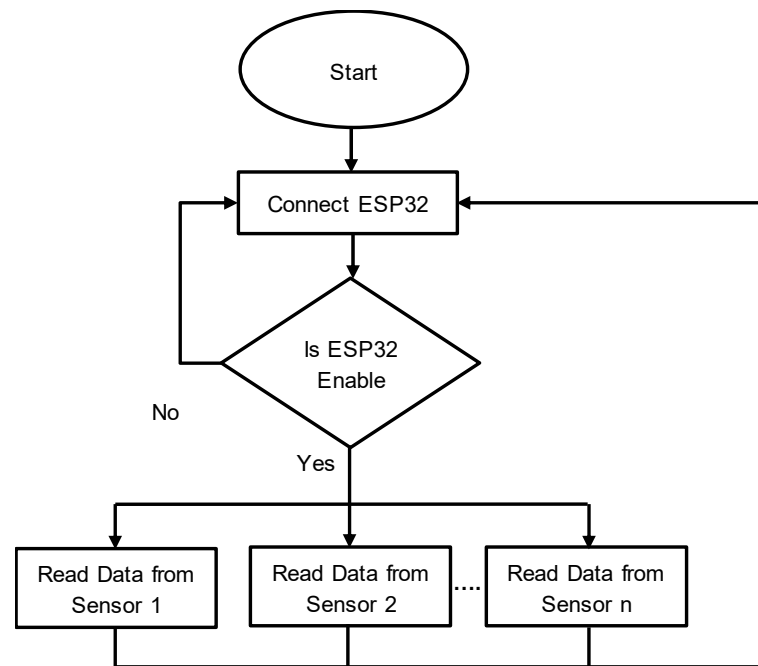 Start
Connect ESP32
Is ESP32
Enable
No
Yes
Read Data from
Sensor 1
Read Data from
Sensor 2
....
Read Data from
Sensor n